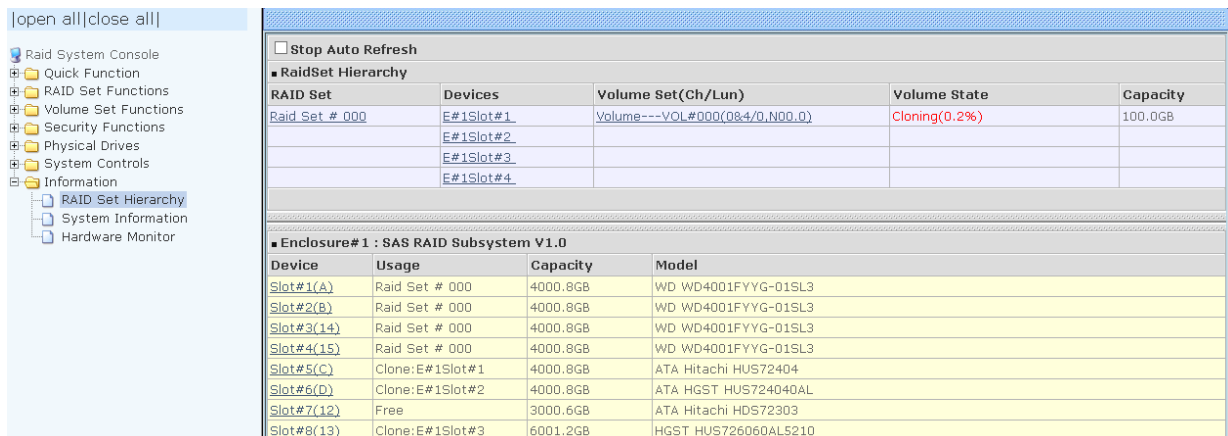 |open all|close all|
Raid System Console
Quick Function
RAID Set Functions
Volume Set Functions
Security Functions
Physical Drives
System Controls
Information
RAID Set Hierarchy
System Information
Hardware Monitor
Stop Auto Refresh
RaidSet Hierarchy
RAID Set Devices Volume Set(Ch/Lun) Volume State Capacity
Raid Set # 000 E#1Slot#1 Volume---VOL#000(0&4/0,N00.0) Cloning(0.2%) 100.0GB
E#1Slot#2
E#1Slot#3
E#1Slot#4
Enclosure#1 : SAS RAID Subsystem V1.0
Device Usage Capacity Model
Slot#1(A) Raid Set # 000 4000.8GB WD WD4001FYYG-01SL3
Slot#2(B) Raid Set # 000 4000.8GB WD WD4001FYYG-01SL3
Slot#3(14) Raid Set # 000 4000.8GB WD WD4001FYYG-01SL3
Slot#4(15) Raid Set # 000 4000.8GB WD WD4001FYYG-01SL3
Slot#5(C) Clone:E#1Slot#1 4000.8GB ATA Hitachi HUS72404
Slot#6(D) Clone:E#1Slot#2 4000.8GB ATA HGST HUS724040AL
Slot#7(12) Free 3000.6GB ATA Hitachi HDS72303
Slot#8(13) Clone:E#1Slot#3 6001.2GB HGST HUS726060AL5210